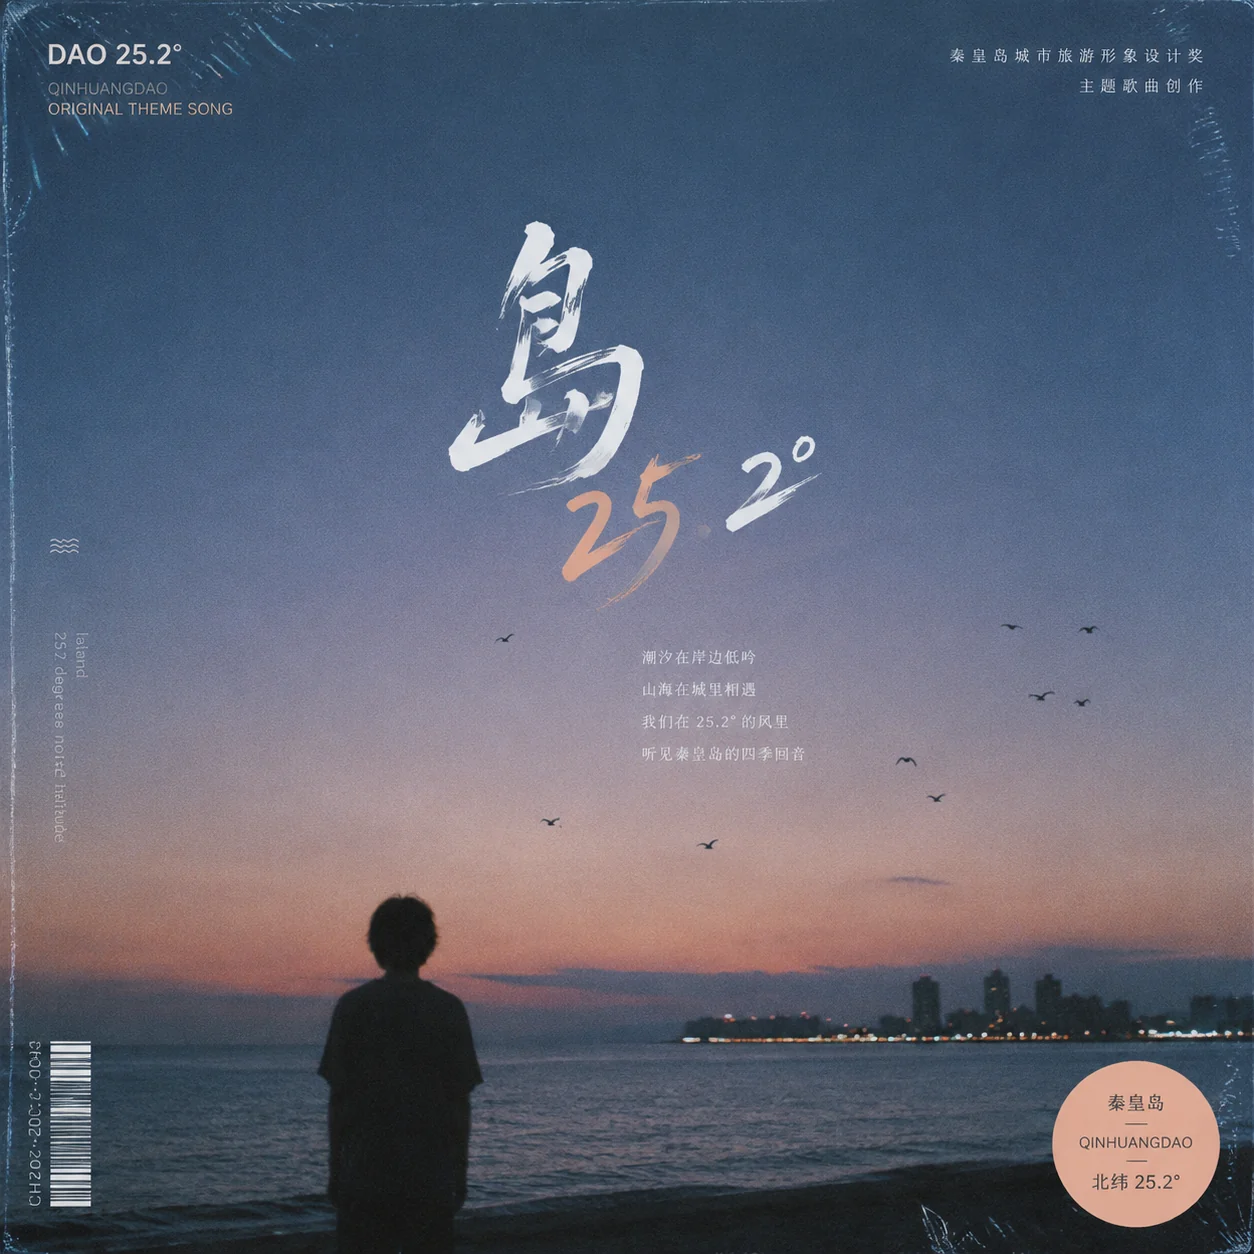 DAO 25.2°
QINHUANGDAO
ORIGINAL THEME SONG
秦皇岛城市旅游形象设计奖
主题歌曲创作
岛
25.2°
潮汐在岸边低吟
山海在城里相遇
我们在 25.2° 的风里
听见秦皇岛的四季回音
秦皇岛
QINHUANGDAO
北纬 25.2°